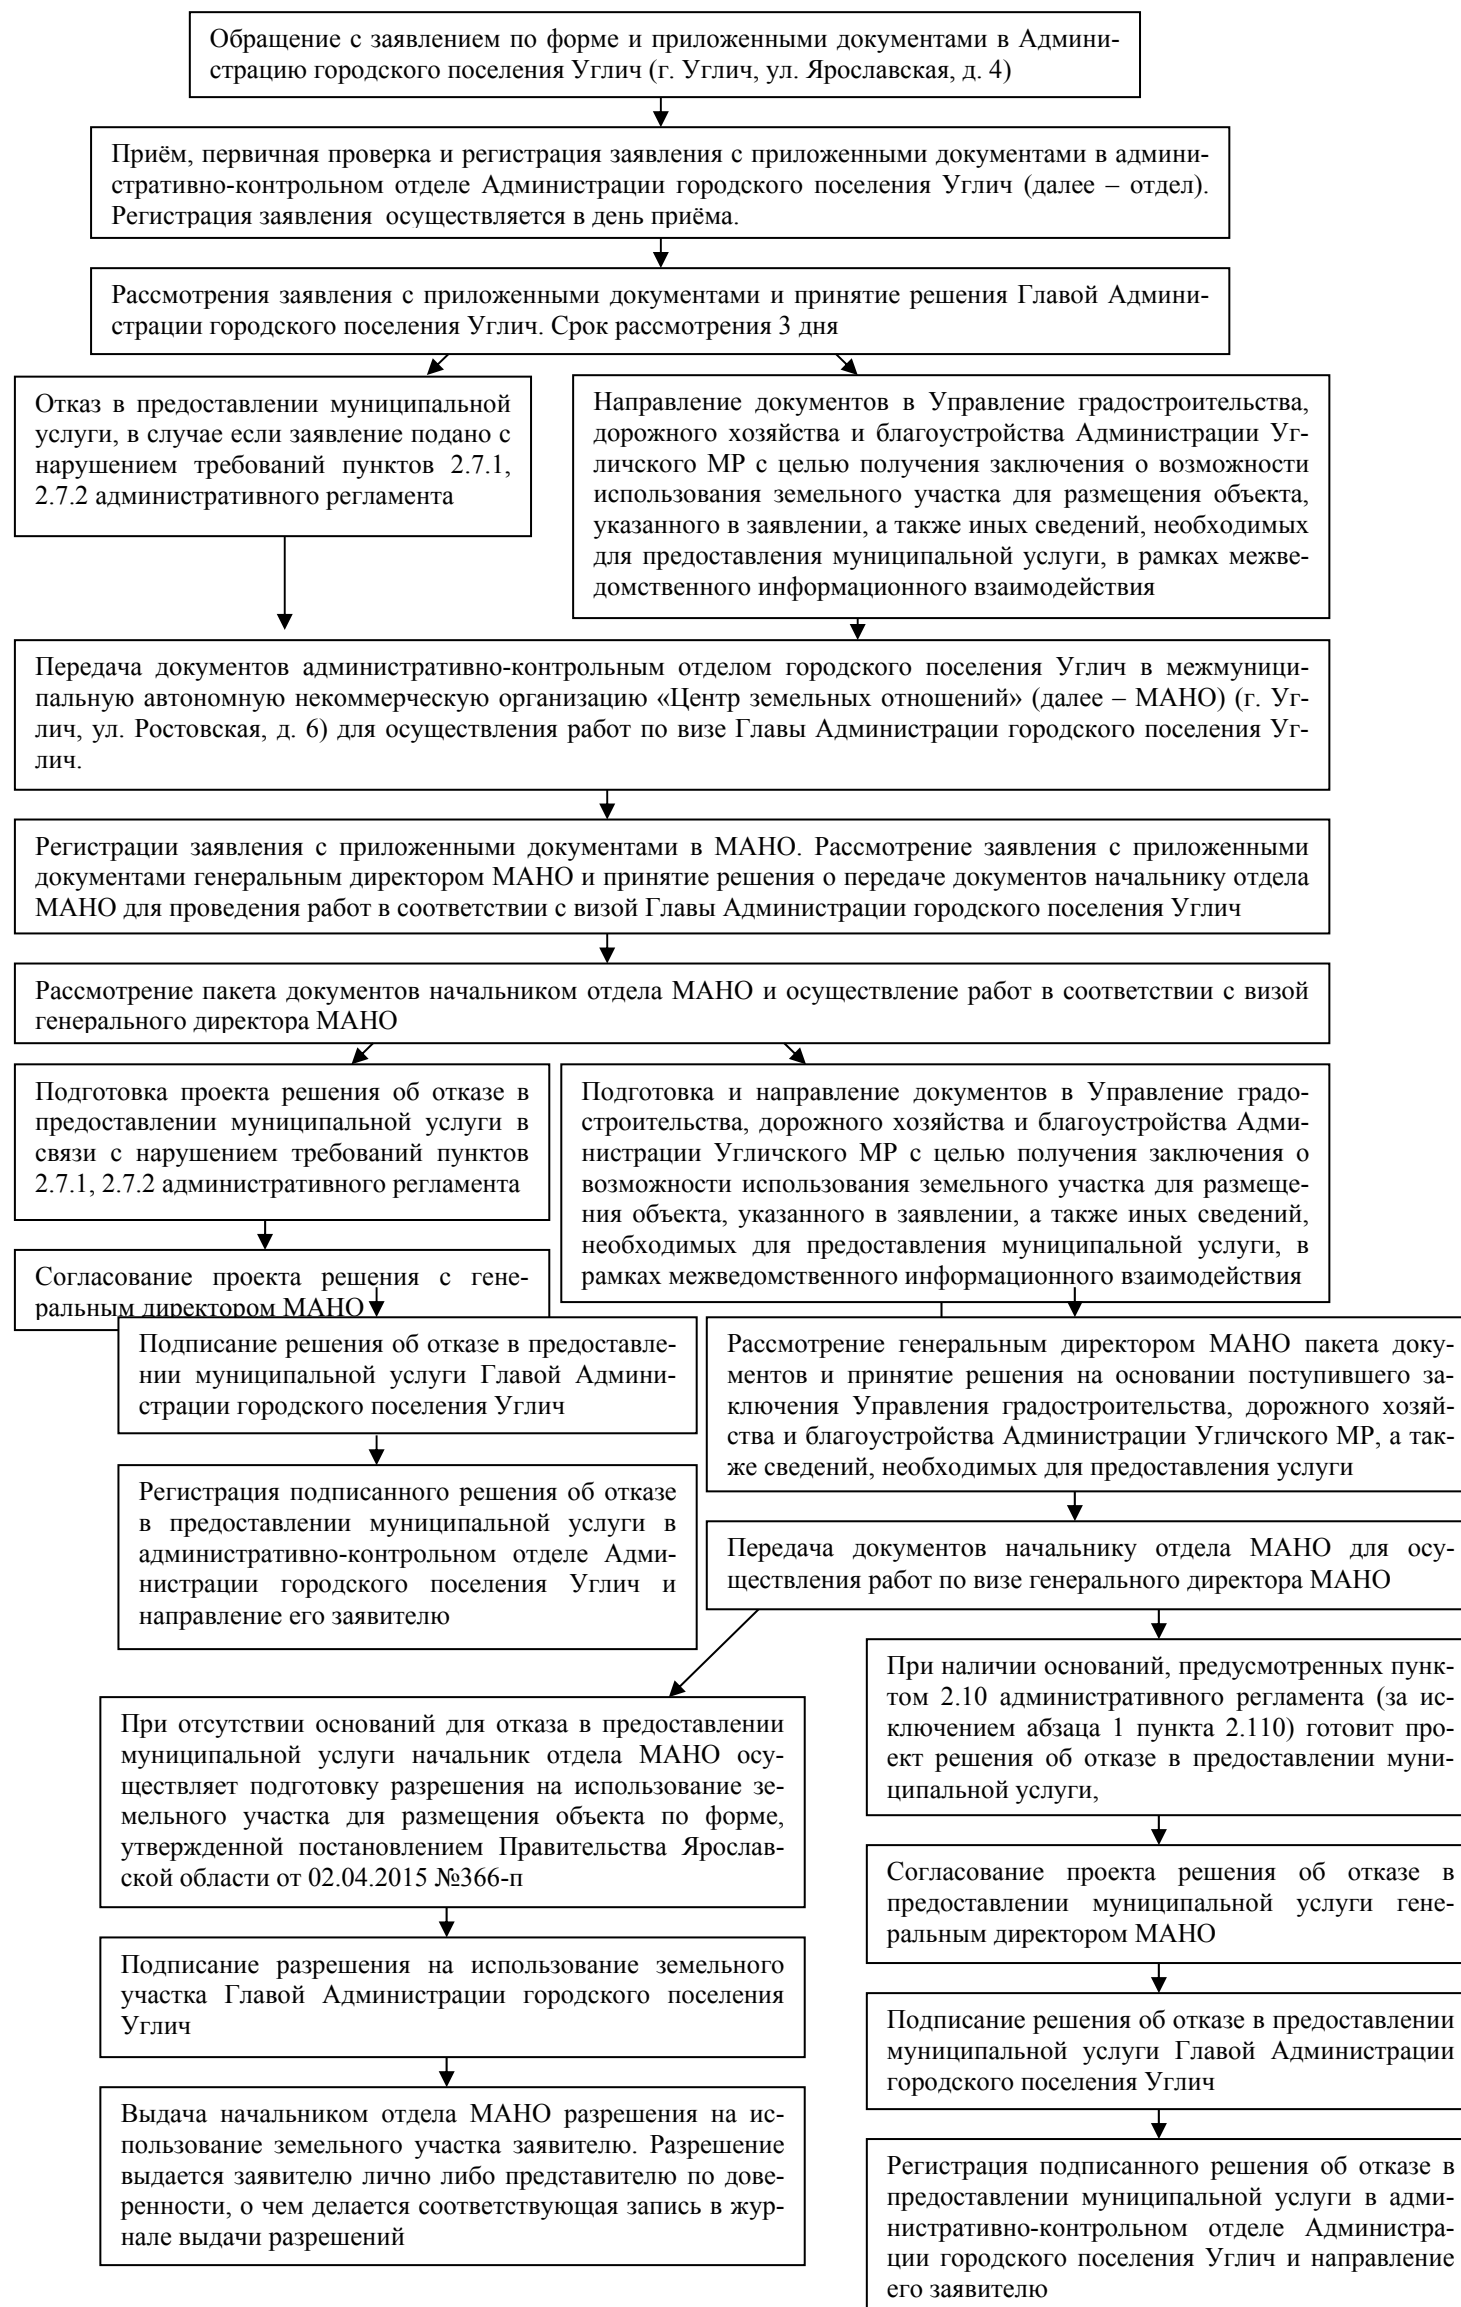 Обращение с заявлением по форме и приложенными документами в Админи-
страцию городского поселения Углич (г. Углич, ул. Ярославская, д. 4)
Приём, первичная проверка и регистрация заявления с приложенными документами в админи-
стративно-контрольном отделе Администрации городского поселения Углич (далее – отдел).
Регистрация заявления осуществляется в день приёма.
Рассмотрения заявления с приложенными документами и принятие решения Главой Админи-
страции городского поселения Углич. Срок рассмотрения 3 дня
Отказ в предоставлении муниципальной
услуги, в случае если заявление подано с
нарушением требований пунктов 2.7.1,
2.7.2 административного регламента
Направление документов в Управление градостроительства,
дорожного хозяйства и благоустройства Администрации Уг-
личского МР с целью получения заключения о возможности
использования земельного участка для размещения объекта,
указанного в заявлении, а также иных сведений, необходимых
для предоставления муниципальной услуги, в рамках межве-
домственного информационного взаимодействия
Передача документов административно-контрольным отделом городского поселения Углич в межмуници-
пальную автономную некоммерческую организацию «Центр земельных отношений» (далее – МАНО) (г. Уг-
лич, ул. Ростовская, д. 6) для осуществления работ по визе Главы Администрации городского поселения Уг-
лич.
Регистрации заявления с приложенными документами в МАНО. Рассмотрение заявления с приложенными
документами генеральным директором МАНО и принятие решения о передаче документов начальнику отдела
МАНО для проведения работ в соответствии с визой Главы Администрации городского поселения Углич
Рассмотрение пакета документов начальником отдела МАНО и осуществление работ в соответствии с визой
генерального директора МАНО
Подготовка проекта решения об отказе в
предоставлении муниципальной услуги в
связи с нарушением требований пунктов
2.7.1, 2.7.2 административного регламента
Подготовка и направление документов в Управление градо-
строительства, дорожного хозяйства и благоустройства Адми-
нистрации Угличского МР с целью получения заключения о
возможности использования земельного участка для размеще-
ния объекта, указанного в заявлении, а также иных сведений,
необходимых для предоставления муниципальной услуги, в
рамках межведомственного информационного взаимодействия
Согласование проекта решения с гене-
ральным директором МАНО
Подписание решения об отказе в предоставле-
нии муниципальной услуги Главой Админи-
страции городского поселения Углич
Рассмотрение генеральным директором МАНО пакета доку-
ментов и принятие решения на основании поступившего за-
ключения Управления градостроительства, дорожного хозяй-
ства и благоустройства Администрации Угличского МР, а так-
же сведений, необходимых для предоставления услуги
Регистрация подписанного решения об отказе
в предоставлении муниципальной услуги в
административно-контрольном отделе Адми-
нистрации городского поселения Углич и
направление его заявителю
Передача документов начальнику отдела МАНО для осу-
ществления работ по визе генерального директора МАНО
При отсутствии оснований для отказа в предоставлении
муниципальной услуги начальник отдела МАНО осу-
ществляет подготовку разрешения на использование зе-
мельного участка для размещения объекта по форме,
утвержденной постановлением Правительства Ярослав-
ской области от 02.04.2015 №366-п
При наличии оснований, предусмотренных пунк-
том 2.10 административного регламента (за ис-
ключением абзаца 1 пункта 2.110) готовит про-
ект решения об отказе в предоставлении муни-
ципальной услуги,
Согласование проекта решения об отказе в
предоставлении муниципальной услуги гене-
ральным директором МАНО
Подписание разрешения на использование земельного
участка Главой Администрации городского поселения
Углич
Подписание решения об отказе в предоставлении
муниципальной услуги Главой Администрации
городского поселения Углич
Выдача начальником отдела МАНО разрешения на ис-
пользование земельного участка заявителю. Разрешение
выдается заявителю лично либо представителю по дове-
ренности, о чем делается соответствующая запись в жур-
нале выдачи разрешений
Регистрация подписанного решения об отказе в
предоставлении муниципальной услуги в адми-
нистративно-контрольном отделе Администра-
ции городского поселения Углич и направление
его заявителю